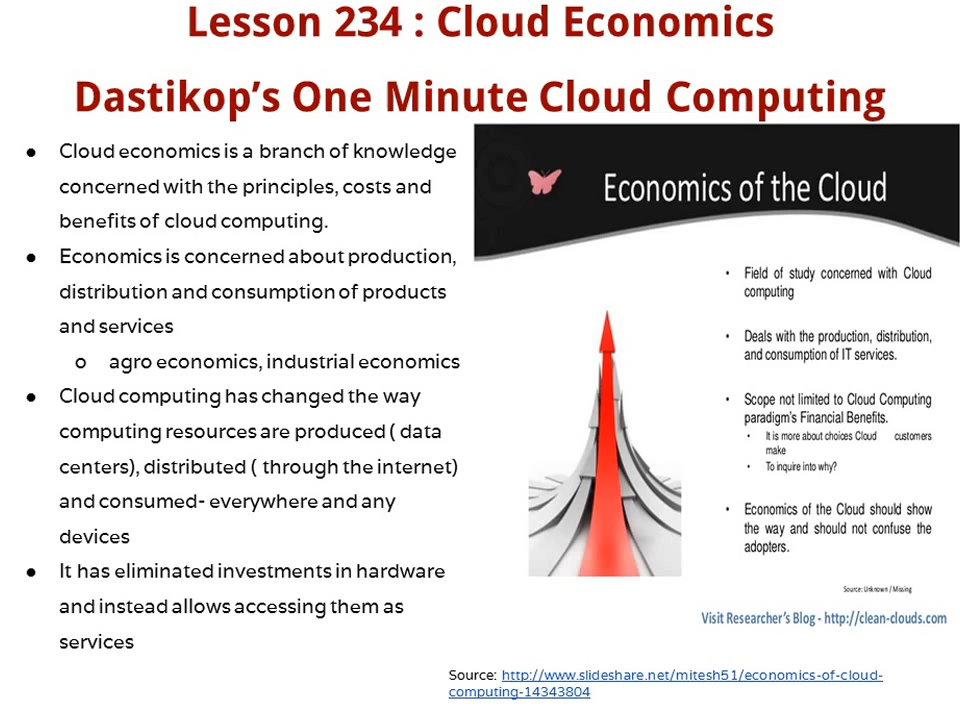 Lesson 234 : Cloud Economics
Dastikop's One Minute Cloud Computing
● Cloud economics is a branch of knowledge
concerned with the principles, costs and
benefits of cloud computing.
● Economics is concerned about production,
distribution and consumption of products
and services
o agro economics, industrial economics
● Cloud computing has changed the way
computing resources are produced ( data
centers), distributed ( through the internet)
and consumed- everywhere and any
devices
● It has eliminated investments in hardware
and instead allows accessing them as
services
Economics of the Cloud
• Field of study concerned with Cloud
computing
• Deals with the production, distribution,
and consumption of IT services.
• Scope not limited to Cloud Computing
paradigm's Financial Benefits.
• It is more about choices Cloud customers
make
• To inquire into why?
• Economics of the Cloud should show
the way and should not confuse the
adopters.
Source: Unknown / Missing
Visit Researcher's Blog - http://clean-clouds.com
Source: http://www.slideshare.net/mitesh51/economics-of-cloud-
computing-14343804